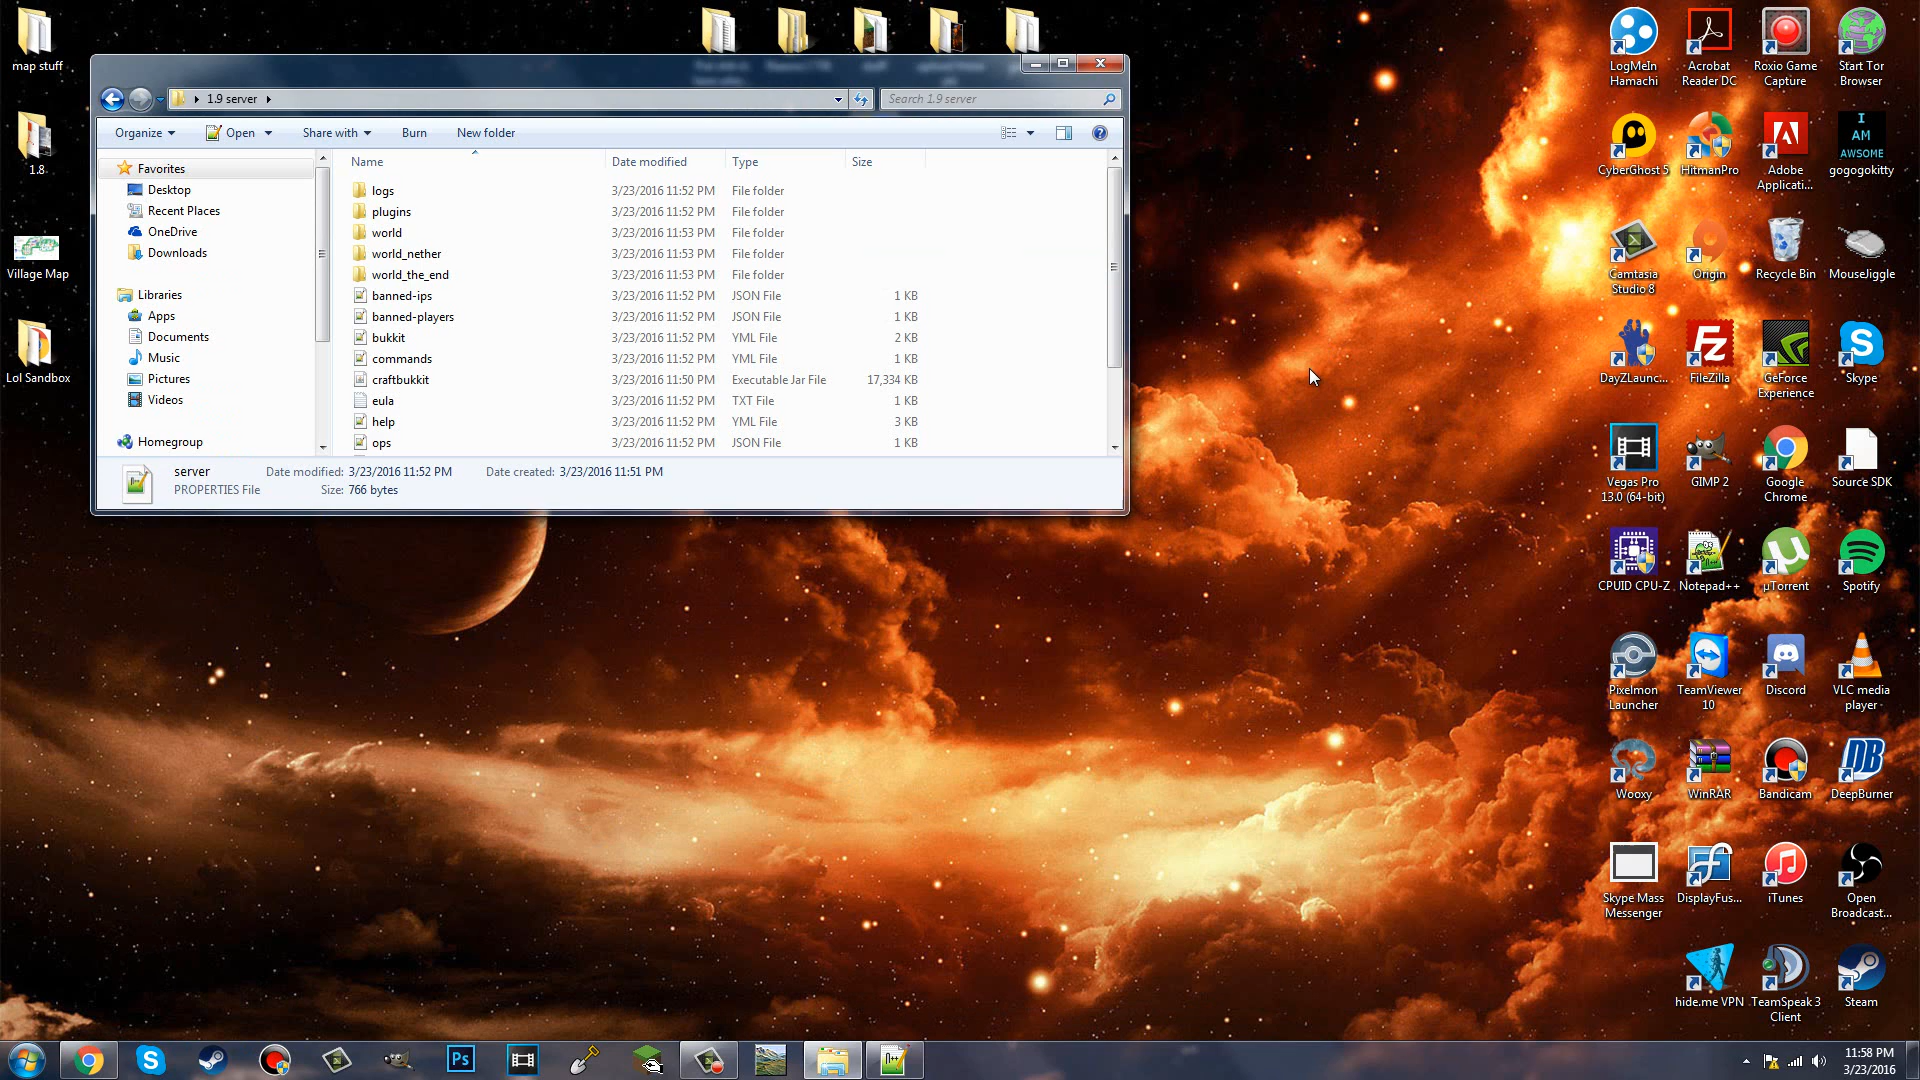 map stuff
1.8
Village Map
Lol Sandbox
1.9 server
Search 1.9 server
Organize
Open
Share with
Burn
New folder
Favorites
Desktop
Recent Places
OneDrive
Downloads
Libraries
Apps
Documents
Music
Pictures
Videos
Homegroup
Name Date modified Type Size
logs 3/23/2016 11:52 PM File folder
plugins 3/23/2016 11:52 PM File folder
world 3/23/2016 11:53 PM File folder
world_nether 3/23/2016 11:53 PM File folder
world_the_end 3/23/2016 11:53 PM File folder
banned-ips 3/23/2016 11:52 PM JSON File 1 KB
banned-players 3/23/2016 11:52 PM JSON File 1 KB
bukkit 3/23/2016 11:52 PM YML File 2 KB
commands 3/23/2016 11:52 PM YML File 1 KB
craftbukkit 3/23/2016 11:50 PM Executable Jar File 17,334 KB
eula 3/23/2016 11:52 PM TXT File 1 KB
help 3/23/2016 11:52 PM YML File 3 KB
ops 3/23/2016 11:52 PM JSON File 1 KB
server Date modified: 3/23/2016 11:52 PM Date created: 3/23/2016 11:51 PM
PROPERTIES File Size: 766 bytes
LogMeIn Hamachi
Acrobat Reader DC
Roxio Game Capture
Start Tor Browser
I AM AWSOME
CyberGhost 5
HitmanPro
Adobe Applicati...
gogogokitty
Camtasia Studio 8
Origin
Recycle Bin
MouseJiggle
DayZLaunc...
FileZilla
GeForce Experience
Skype
Vegas Pro 13.0 (64-bit)
GIMP 2
Google Chrome
Source SDK
CPUID CPU-Z
Notepad++
µTorrent
Spotify
Pixelmon Launcher
TeamViewer 10
Discord
VLC media player
Wooxy
WinRAR
Bandicam
DeepBurner
Skype Mass Messenger
DisplayFus...
iTunes
Open Broadcast...
hide.me VPN
TeamSpeak 3 Client
Steam
Ps
11:58 PM
3/23/2016